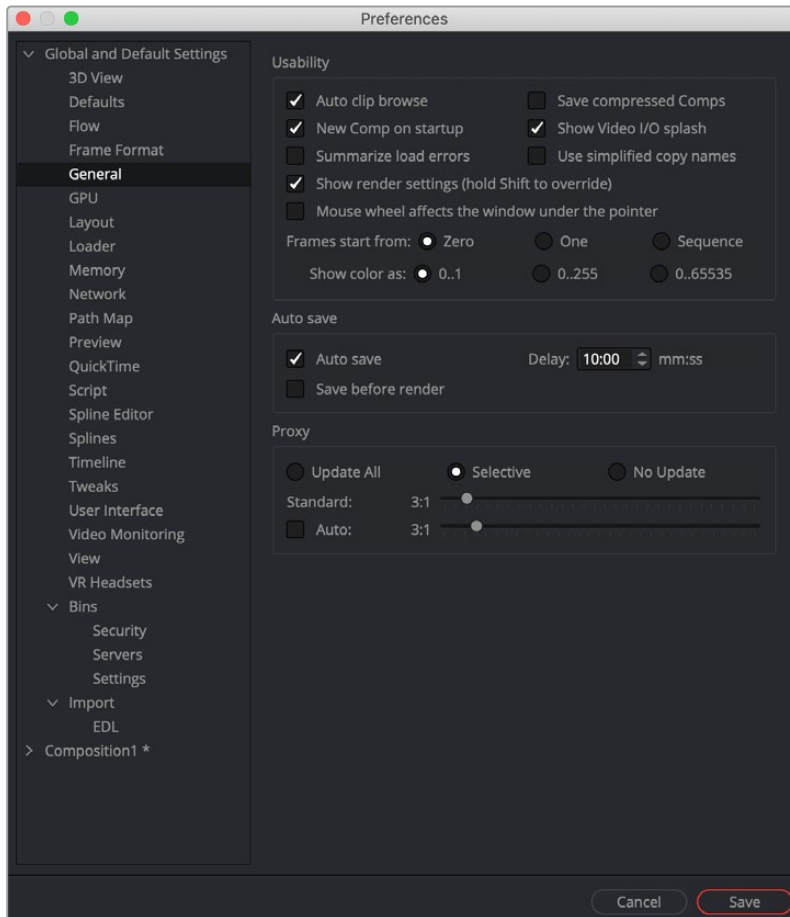 Preferences
Global and Default Settings
3D View
Defaults
Flow
Frame Format
General
GPU
Layout
Loader
Memory
Network
Path Map
Preview
QuickTime
Script
Spline Editor
Splines
Timeline
Tweaks
User Interface
Video Monitoring
View
VR Headsets
Bins
Security
Servers
Settings
Import
EDL
Composition1 *
Usability
Auto clip browse Save compressed Comps
New Comp on startup Show Video I/O splash
Summarize load errors Use simplified copy names
Show render settings (hold Shift to override)
Mouse wheel affects the window under the pointer
Frames start from: Zero One Sequence
Show color as: 0..1 0..255 0..65535
Auto save
Auto save Delay: 10:00 mm:ss
Save before render
Proxy
Update All Selective No Update
Standard: 3:1
Auto: 3:1
Cancel Save